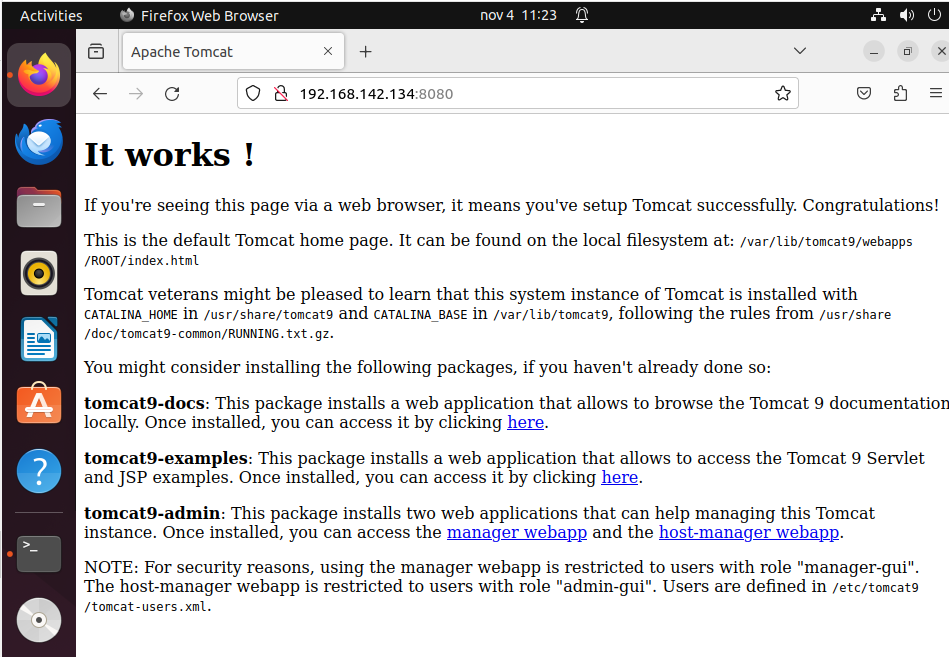 Activities Firefox Web Browser nov 4 11:23
Apache Tomcat
192.168.142.134:8080
It works !
If you're seeing this page via a web browser, it means you've setup Tomcat successfully. Congratulations!
This is the default Tomcat home page. It can be found on the local filesystem at: /var/lib/tomcat9/webapps
/ROOT/index.html
Tomcat veterans might be pleased to learn that this system instance of Tomcat is installed with
CATALINA_HOME in /usr/share/tomcat9 and CATALINA_BASE in /var/lib/tomcat9, following the rules from /usr/share
/doc/tomcat9-common/RUNNING.txt.gz.
You might consider installing the following packages, if you haven't already done so:
tomcat9-docs: This package installs a web application that allows to browse the Tomcat 9 documentation
locally. Once installed, you can access it by clicking here.
tomcat9-examples: This package installs a web application that allows to access the Tomcat 9 Servlet
and JSP examples. Once installed, you can access it by clicking here.
tomcat9-admin: This package installs two web applications that can help managing this Tomcat
instance. Once installed, you can access the manager webapp and the host-manager webapp.
NOTE: For security reasons, using the manager webapp is restricted to users with role "manager-gui".
The host-manager webapp is restricted to users with role "admin-gui". Users are defined in /etc/tomcat9
/tomcat-users.xml.